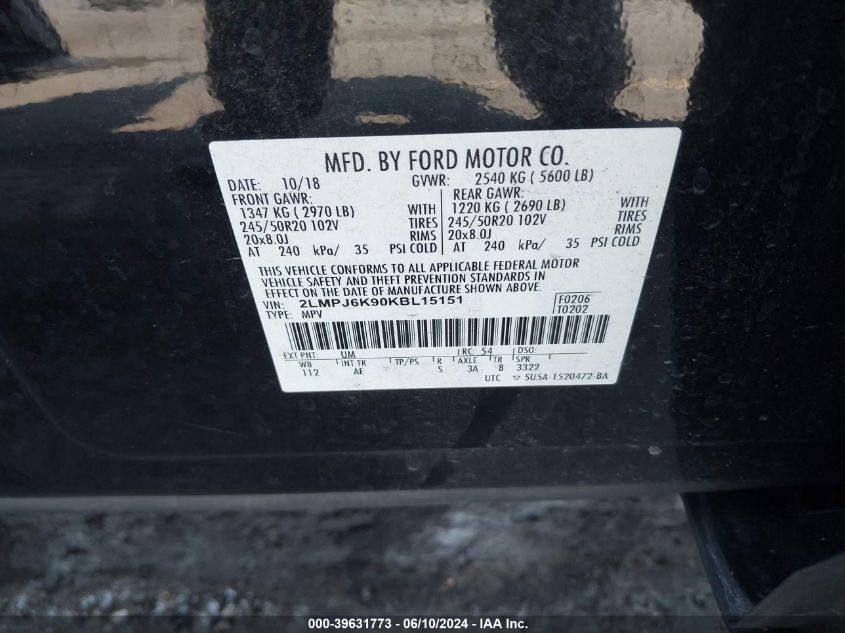 MFD. BY FORD MOTOR CO.
DATE: 10/18 GVWR: 2540 KG ( 5600 LB)
FRONT GAWR: REAR GAWR:
1347 KG ( 2970 LB) WITH 1220 KG ( 2690 LB) WITH
245/50R20 102V TIRES 245/50R20 102V TIRES
20x8.0J RIMS 20x8.0J RIMS
AT 240 kPa/ 35 PSI COLD AT 240 kPa/ 35 PSI COLD
THIS VEHICLE CONFORMS TO ALL APPLICABLE FEDERAL MOTOR
VEHICLE SAFETY AND THEFT PREVENTION STANDARDS IN
EFFECT ON THE DATE OF MANUFACTURE SHOWN ABOVE.
VIN: 2LMPJ6K90KBL15151 F0206
TYPE: MPV T0202
EXT PNT: UM RC: 54 DSO:
WB INT TR TP/PS R AXLE TR SPR
112 AE S 3A 8 3322
UTC ▽ 5U5A-1520472-BA
000-39631773 - 06/10/2024 - IAA Inc.